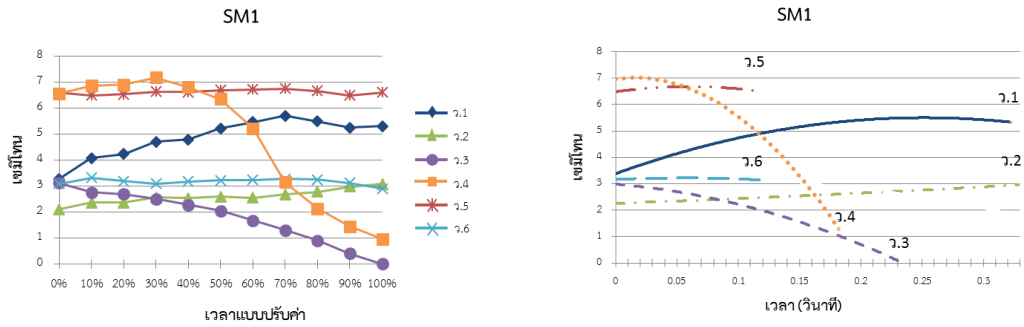 SM1
8
7
6
5
4
3
2
1
0
เซมิโทน
0% 10% 20% 30% 40% 50% 60% 70% 80% 90% 100%
เวลาแบบปรับค่า
ว.1
ว.2
ว.3
ว.4
ว.5
ว.6
SM1
8
7
6
5
4
3
2
1
0
เซมิโทน
ว.5
ว.1
ว.6
ว.2
ว.4
ว.3
0 0.05 0.1 0.15 0.2 0.25 0.3
เวลา (วินาที)